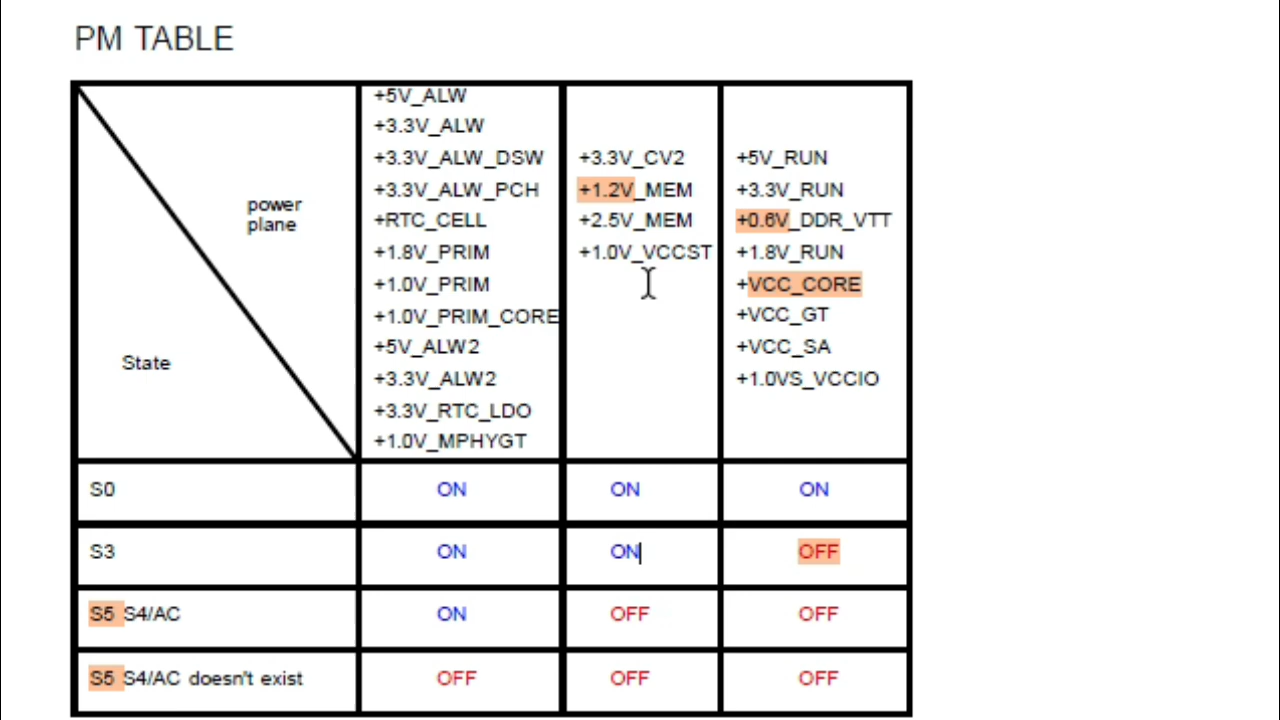 PM TABLE
power
plane
State
+5V_ALW
+3.3V_ALW
+3.3V_ALW_DSW
+3.3V_ALW_PCH
+RTC_CELL
+1.8V_PRIM
+1.0V_PRIM
+1.0V_PRIM_CORE
+5V_ALW2
+3.3V_ALW2
+3.3V_RTC_LDO
+1.0V_MPHYGT
+3.3V_CV2
+1.2V_MEM
+2.5V_MEM
+1.0V_VCCST
+5V_RUN
+3.3V_RUN
+0.6V_DDR_VTT
+1.8V_RUN
+VCC_CORE
+VCC_GT
+VCC_SA
+1.0VS_VCCIO
S0 ON ON ON
S3 ON ON OFF
S5 S4/AC ON OFF OFF
S5 S4/AC doesn't exist OFF OFF OFF